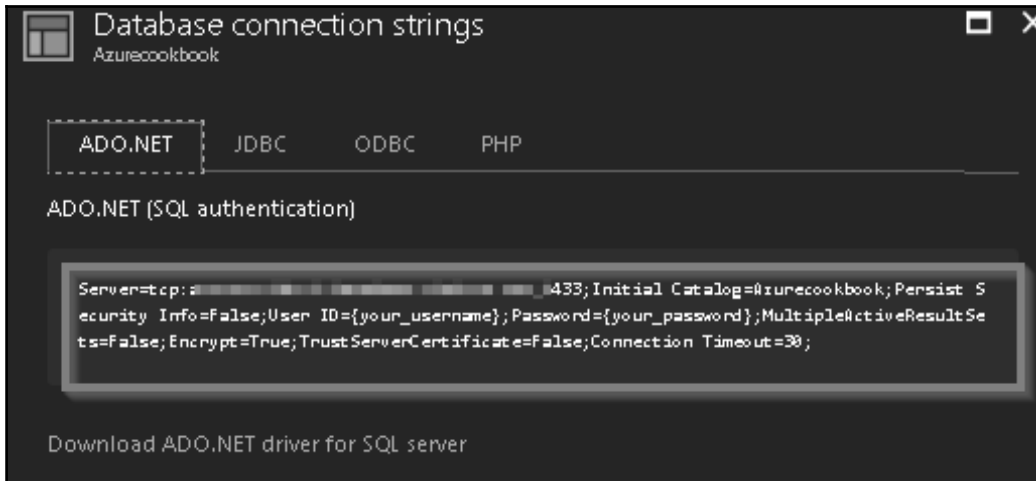 Database connection strings
Azurecookbook
ADO.NET JDBC ODBC PHP
ADO.NET (SQL authentication)
Server=tcp: 433;Initial Catalog=Azurecookbook;Persist S
ecurity Info=False;User ID={your_username};Password={your_password};MultipleActiveResultSe
ts=False;Encrypt=True;TrustServerCertificate=False;Connection Timeout=30;
Download ADO.NET driver for SQL server